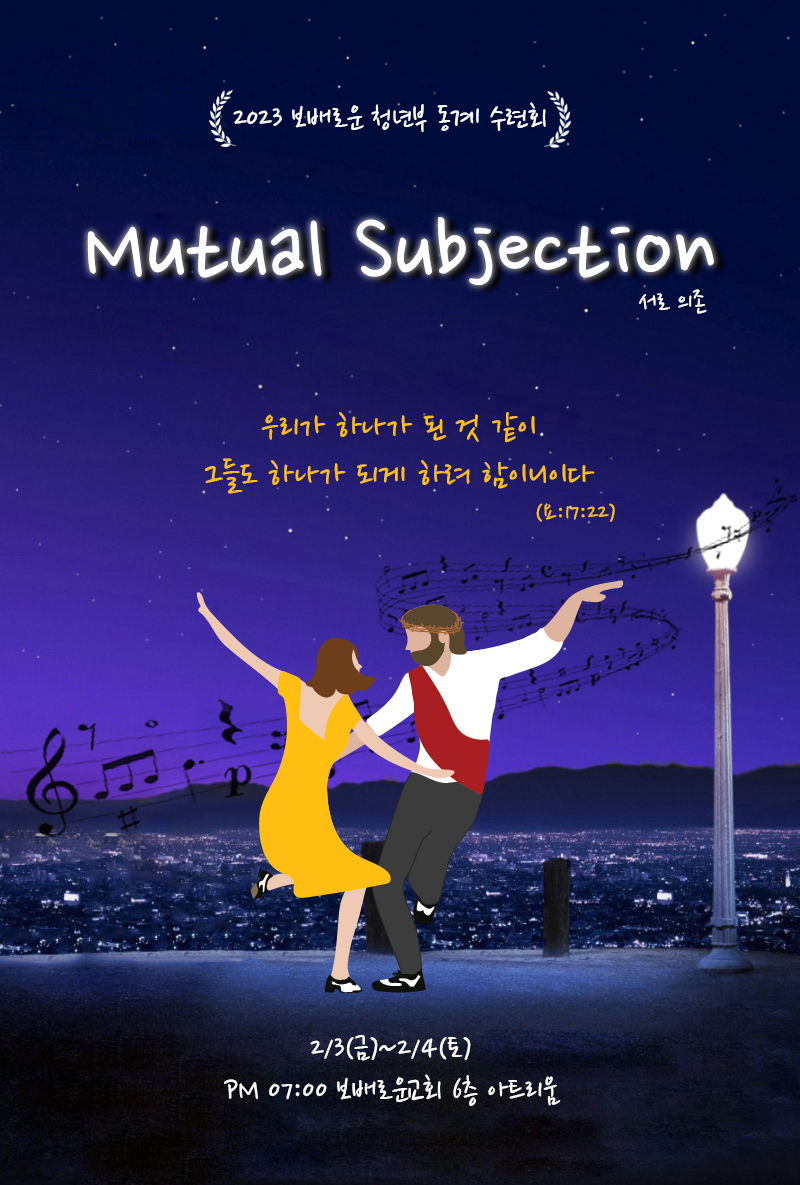 2023 보배로운 청년부 동계 수련회
Mutual Subjection
서로 의존
우리가 하나가 된 것 같이
그들도 하나가 되게 하려 함이니이다
(요:17:22)
2/3(금)~2/4(토)
PM 07:00 보배로운교회 6층 아트리움